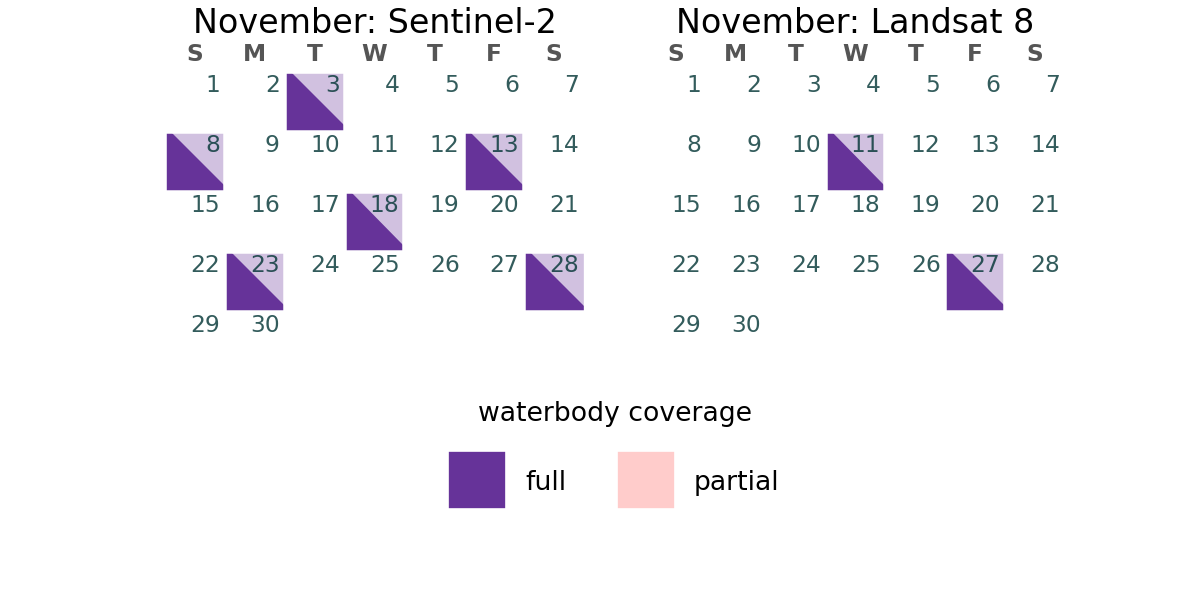 November: Sentinel-2
S M T W T F S
1 2 3 4 5 6 7
8 9 10 11 12 13 14
15 16 17 18 19 20 21
22 23 24 25 26 27 28
29 30
November: Landsat 8
S M T W T F S
1 2 3 4 5 6 7
8 9 10 11 12 13 14
15 16 17 18 19 20 21
22 23 24 25 26 27 28
29 30
waterbody coverage
full partial